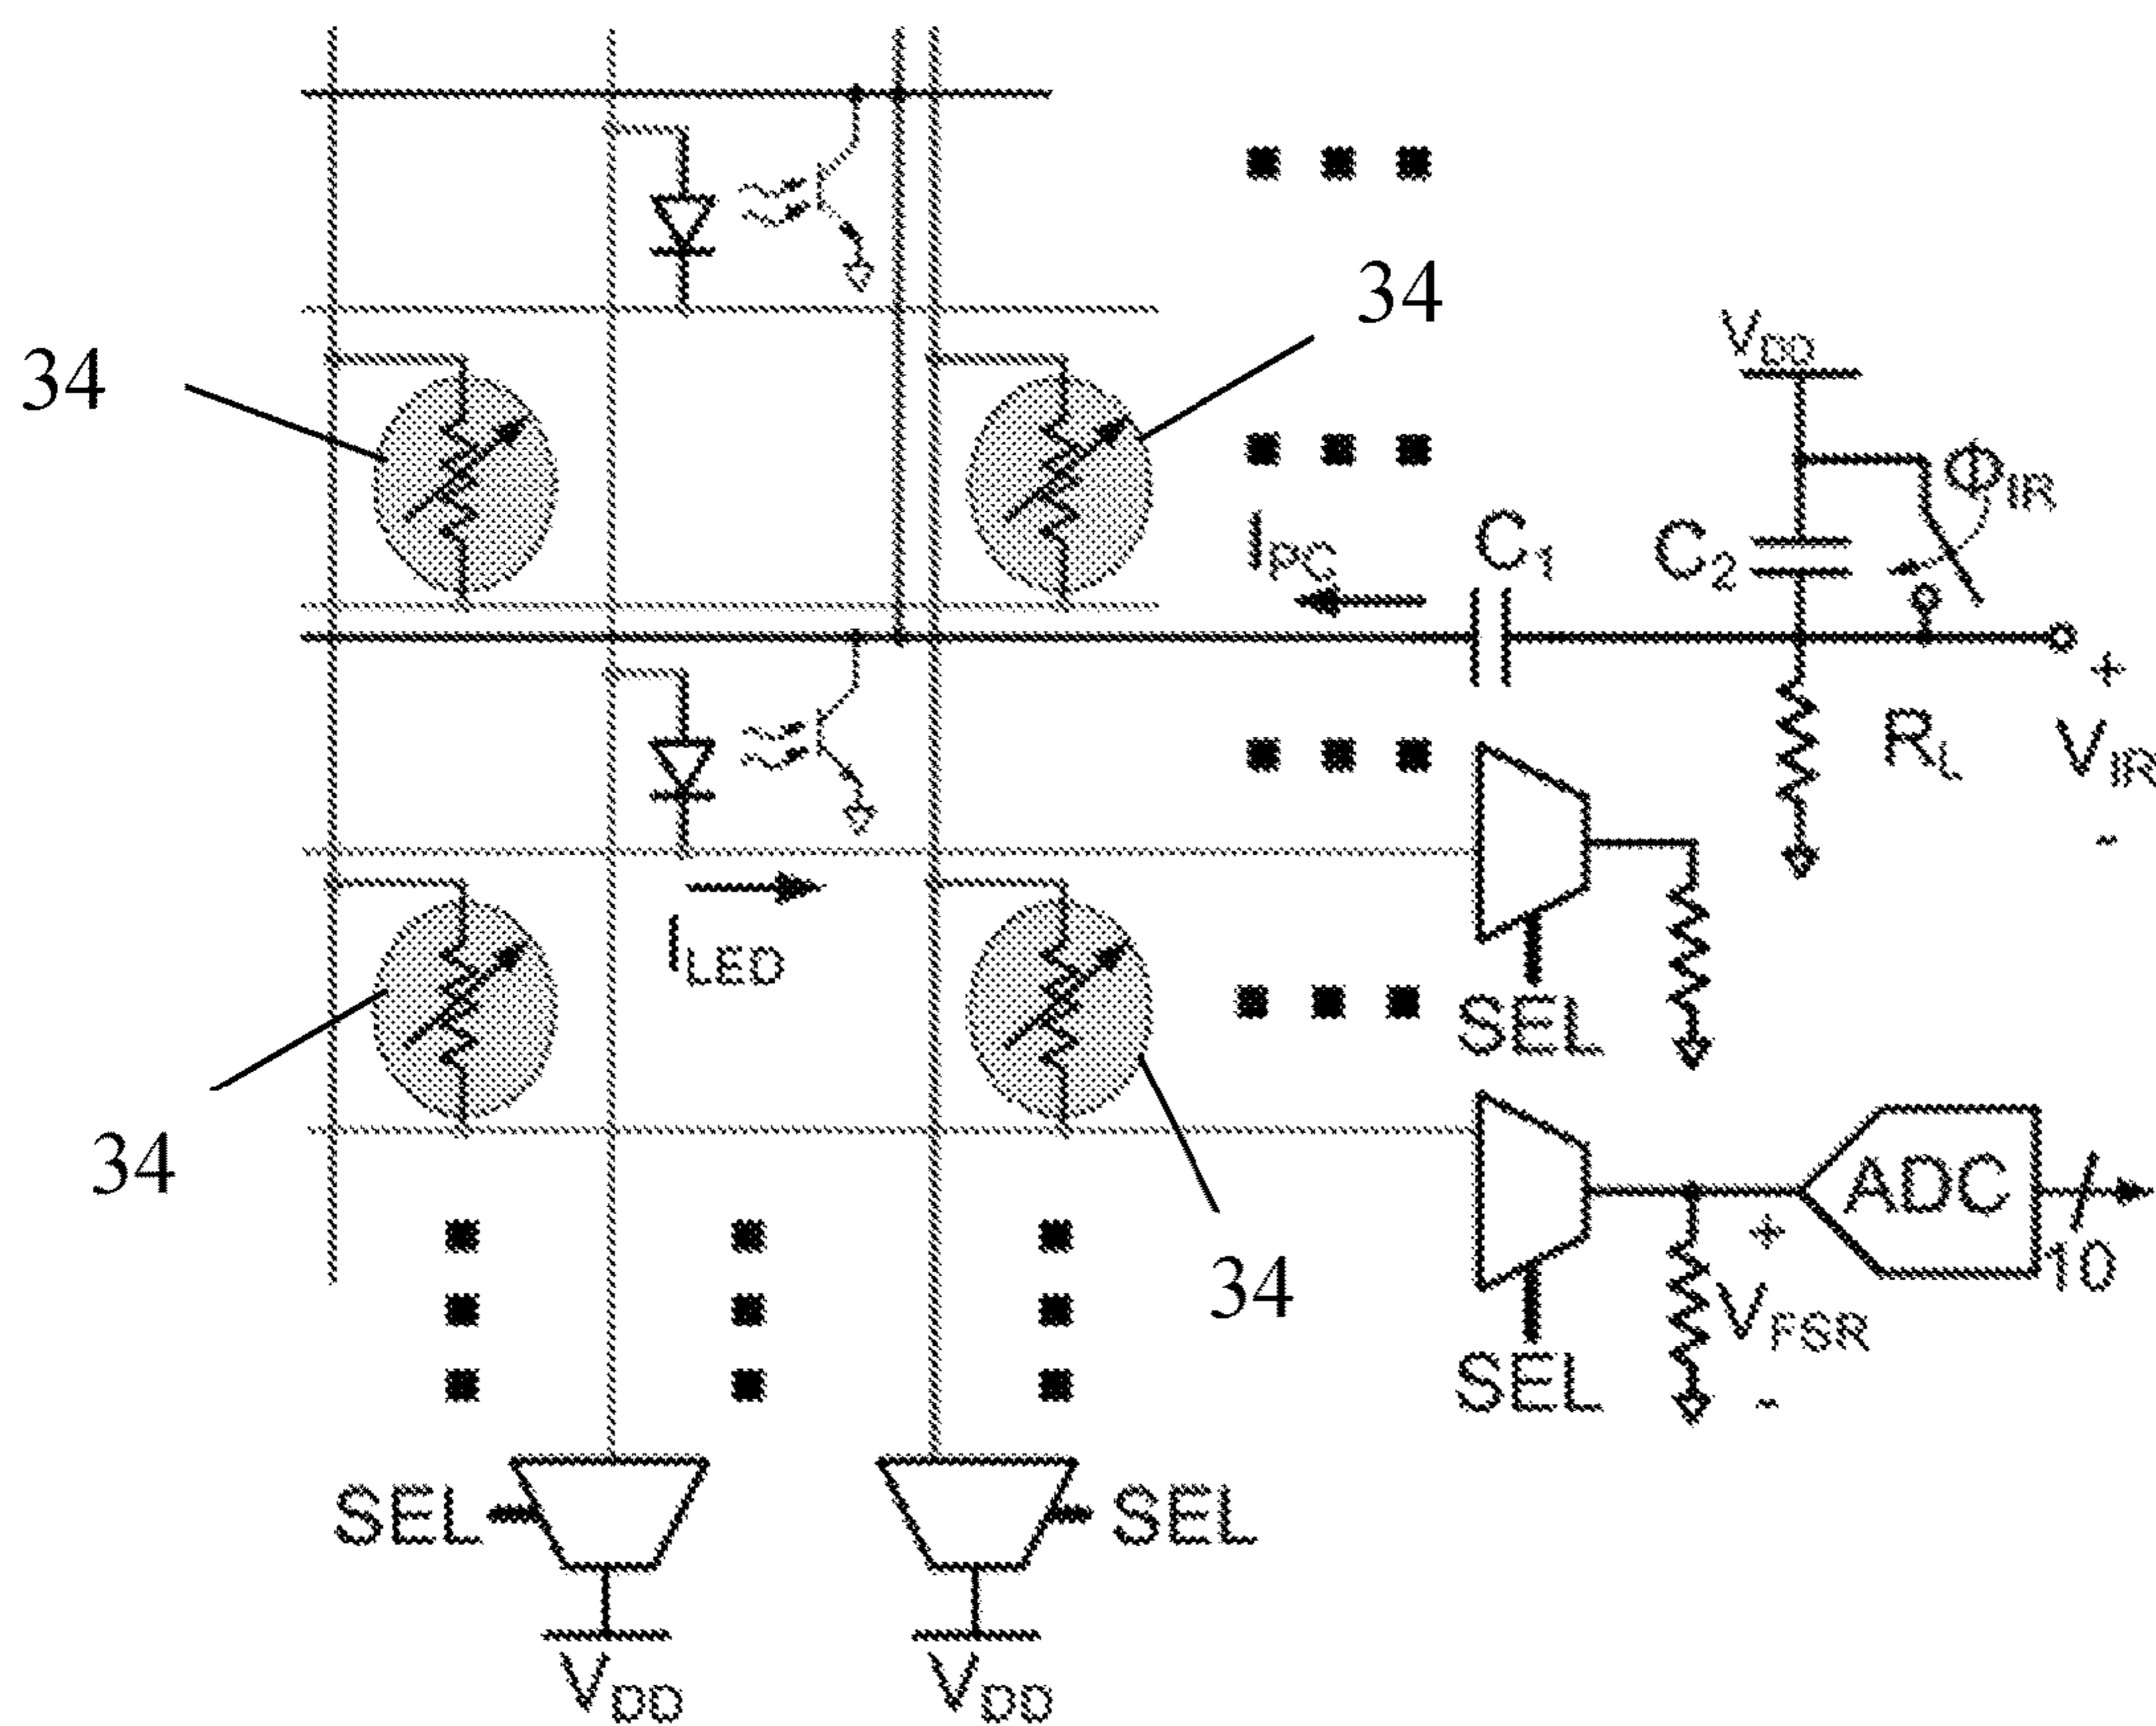 34
34
V_DD
Φ_IR
I_PC
C_1
C_2
R_L
+
V_IR
-
I_LED
SEL
34
34
ADC
10
+
V_FSR
-
SEL
SEL
SEL
V_DD
V_DD